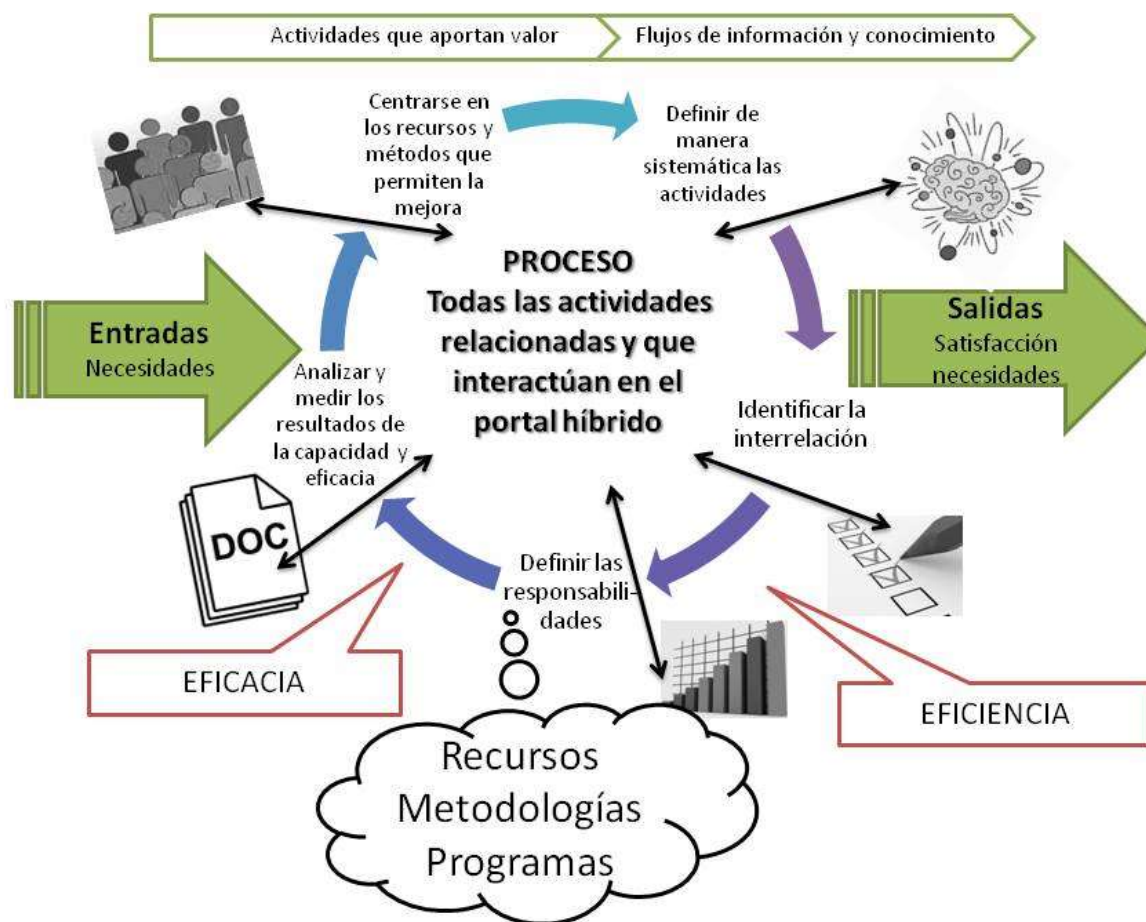 Actividades que aportan valor
Flujos de información y conocimiento
Centrarse en
los recursos y
métodos que
permiten la
mejora
Definir de
manera
sistemática las
actividades
PROCESO
Todas las actividades
relacionadas y que
interactúan en el
portal híbrido
Entradas
Necesidades
Salidas
Satisfacción
necesidades
Analizar y
medir los
resultados de
la capacidad y
eficacia
Identificar la
interrelación
DOC
Definir las
responsabili-
dades
EFICACIA
EFICIENCIA
Recursos
Metodologías
Programas